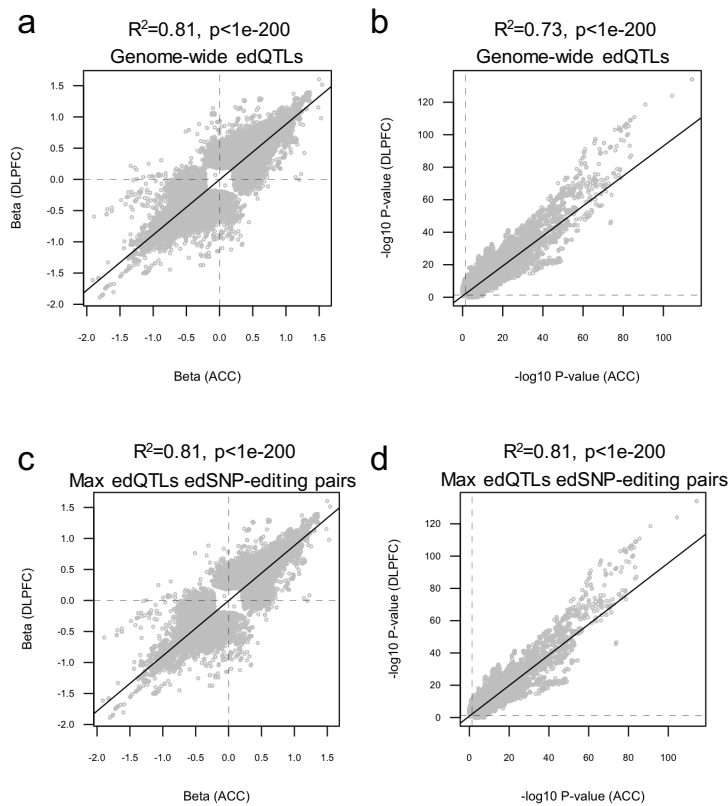 a
R²=0.81, p<1e-200
Genome-wide edQTLs
Beta (DLPFC)
1.5
1.0
0.5
0.0
-0.5
-1.0
-1.5
-2.0
-2.0 -1.5 -1.0 -0.5 0.0 0.5 1.0 1.5
Beta (ACC)
b
R²=0.73, p<1e-200
Genome-wide edQTLs
-log10 P-value (DLPFC)
120
100
80
60
40
20
0
0 20 40 60 80 100
-log10 P-value (ACC)
c
R²=0.81, p<1e-200
Max edQTLs edSNP-editing pairs
Beta (DLPFC)
1.5
1.0
0.5
0.0
-0.5
-1.0
-1.5
-2.0
-2.0 -1.5 -1.0 -0.5 0.0 0.5 1.0 1.5
Beta (ACC)
d
R²=0.81, p<1e-200
Max edQTLs edSNP-editing pairs
-log10 P-value (DLPFC)
120
100
80
60
40
20
0
0 20 40 60 80 100
-log10 P-value (ACC)